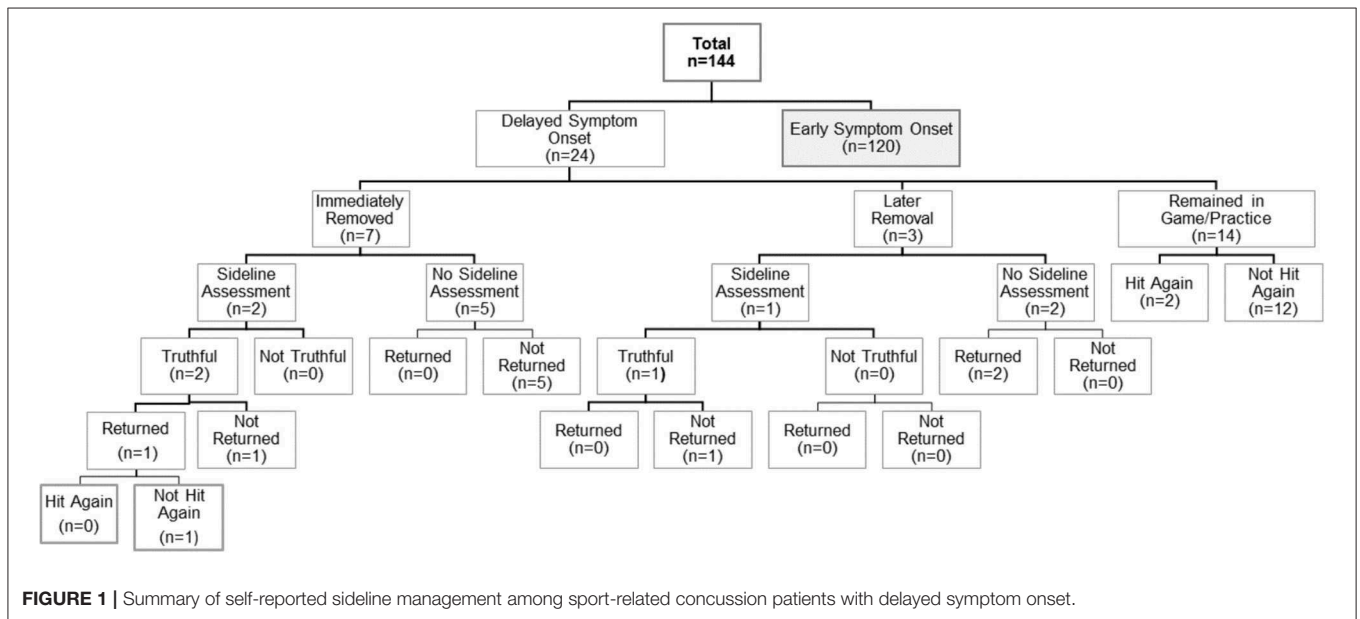 Total
n=144
Delayed Symptom
Onset
(n=24)
Early Symptom Onset
(n=120)
Immediately
Removed
(n=7)
Later
Removal
(n=3)
Remained in
Game/Practice
(n=14)
Sideline
Assessment
(n=2)
No Sideline
Assessment
(n=5)
Sideline
Assessment
(n=1)
No Sideline
Assessment
(n=2)
Hit Again
(n=2)
Not Hit
Again
(n=12)
Truthful
(n=2)
Not Truthful
(n=0)
Returned
(n=0)
Not
Returned
(n=5)
Truthful
(n=1)
Not Truthful
(n=0)
Returned
(n=2)
Not
Returned
(n=0)
Returned
(n=1)
Not
Returned
(n=1)
Returned
(n=0)
Not
Returned
(n=1)
Returned
(n=0)
Not
Returned
(n=0)
Hit Again
(n=0)
Not Hit
Again
(n=1)
FIGURE 1 | Summary of self-reported sideline management among sport-related concussion patients with delayed symptom onset.